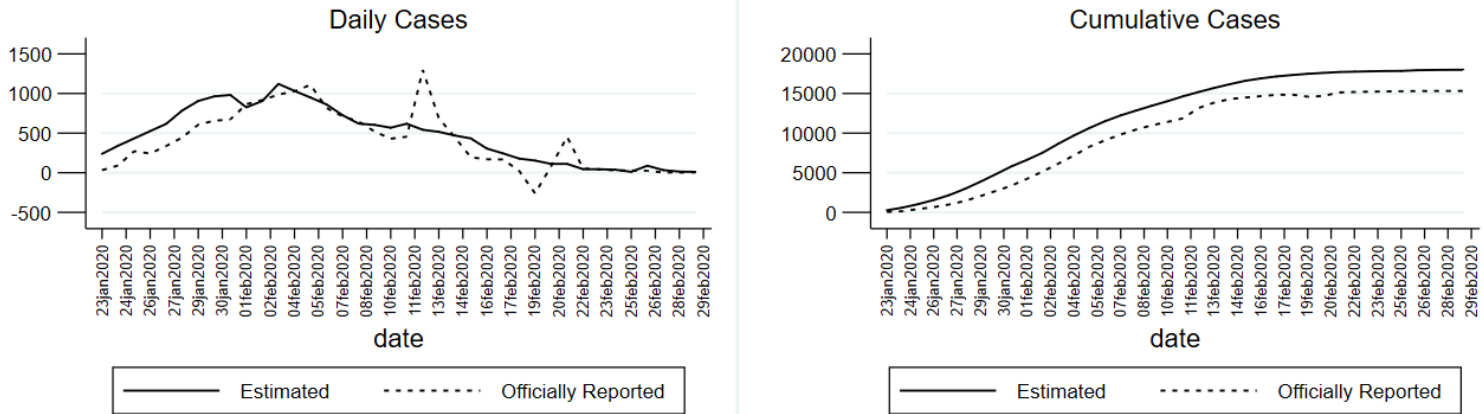 Daily Cases
1500
1000
500
0
-500
23jan2020
24jan2020
26jan2020
27jan2020
29jan2020
30jan2020
01feb2020
02feb2020
04feb2020
05feb2020
07feb2020
08feb2020
10feb2020
11feb2020
13feb2020
14feb2020
16feb2020
17feb2020
19feb2020
20feb2020
22feb2020
23feb2020
25feb2020
26feb2020
28feb2020
29feb2020
date
Estimated
Officially Reported
Cumulative Cases
20000
15000
10000
5000
0
23jan2020
24jan2020
26jan2020
27jan2020
29jan2020
30jan2020
01feb2020
02feb2020
04feb2020
05feb2020
07feb2020
08feb2020
10feb2020
11feb2020
13feb2020
14feb2020
16feb2020
17feb2020
19feb2020
20feb2020
22feb2020
23feb2020
25feb2020
26feb2020
28feb2020
29feb2020
date
Estimated
Officially Reported